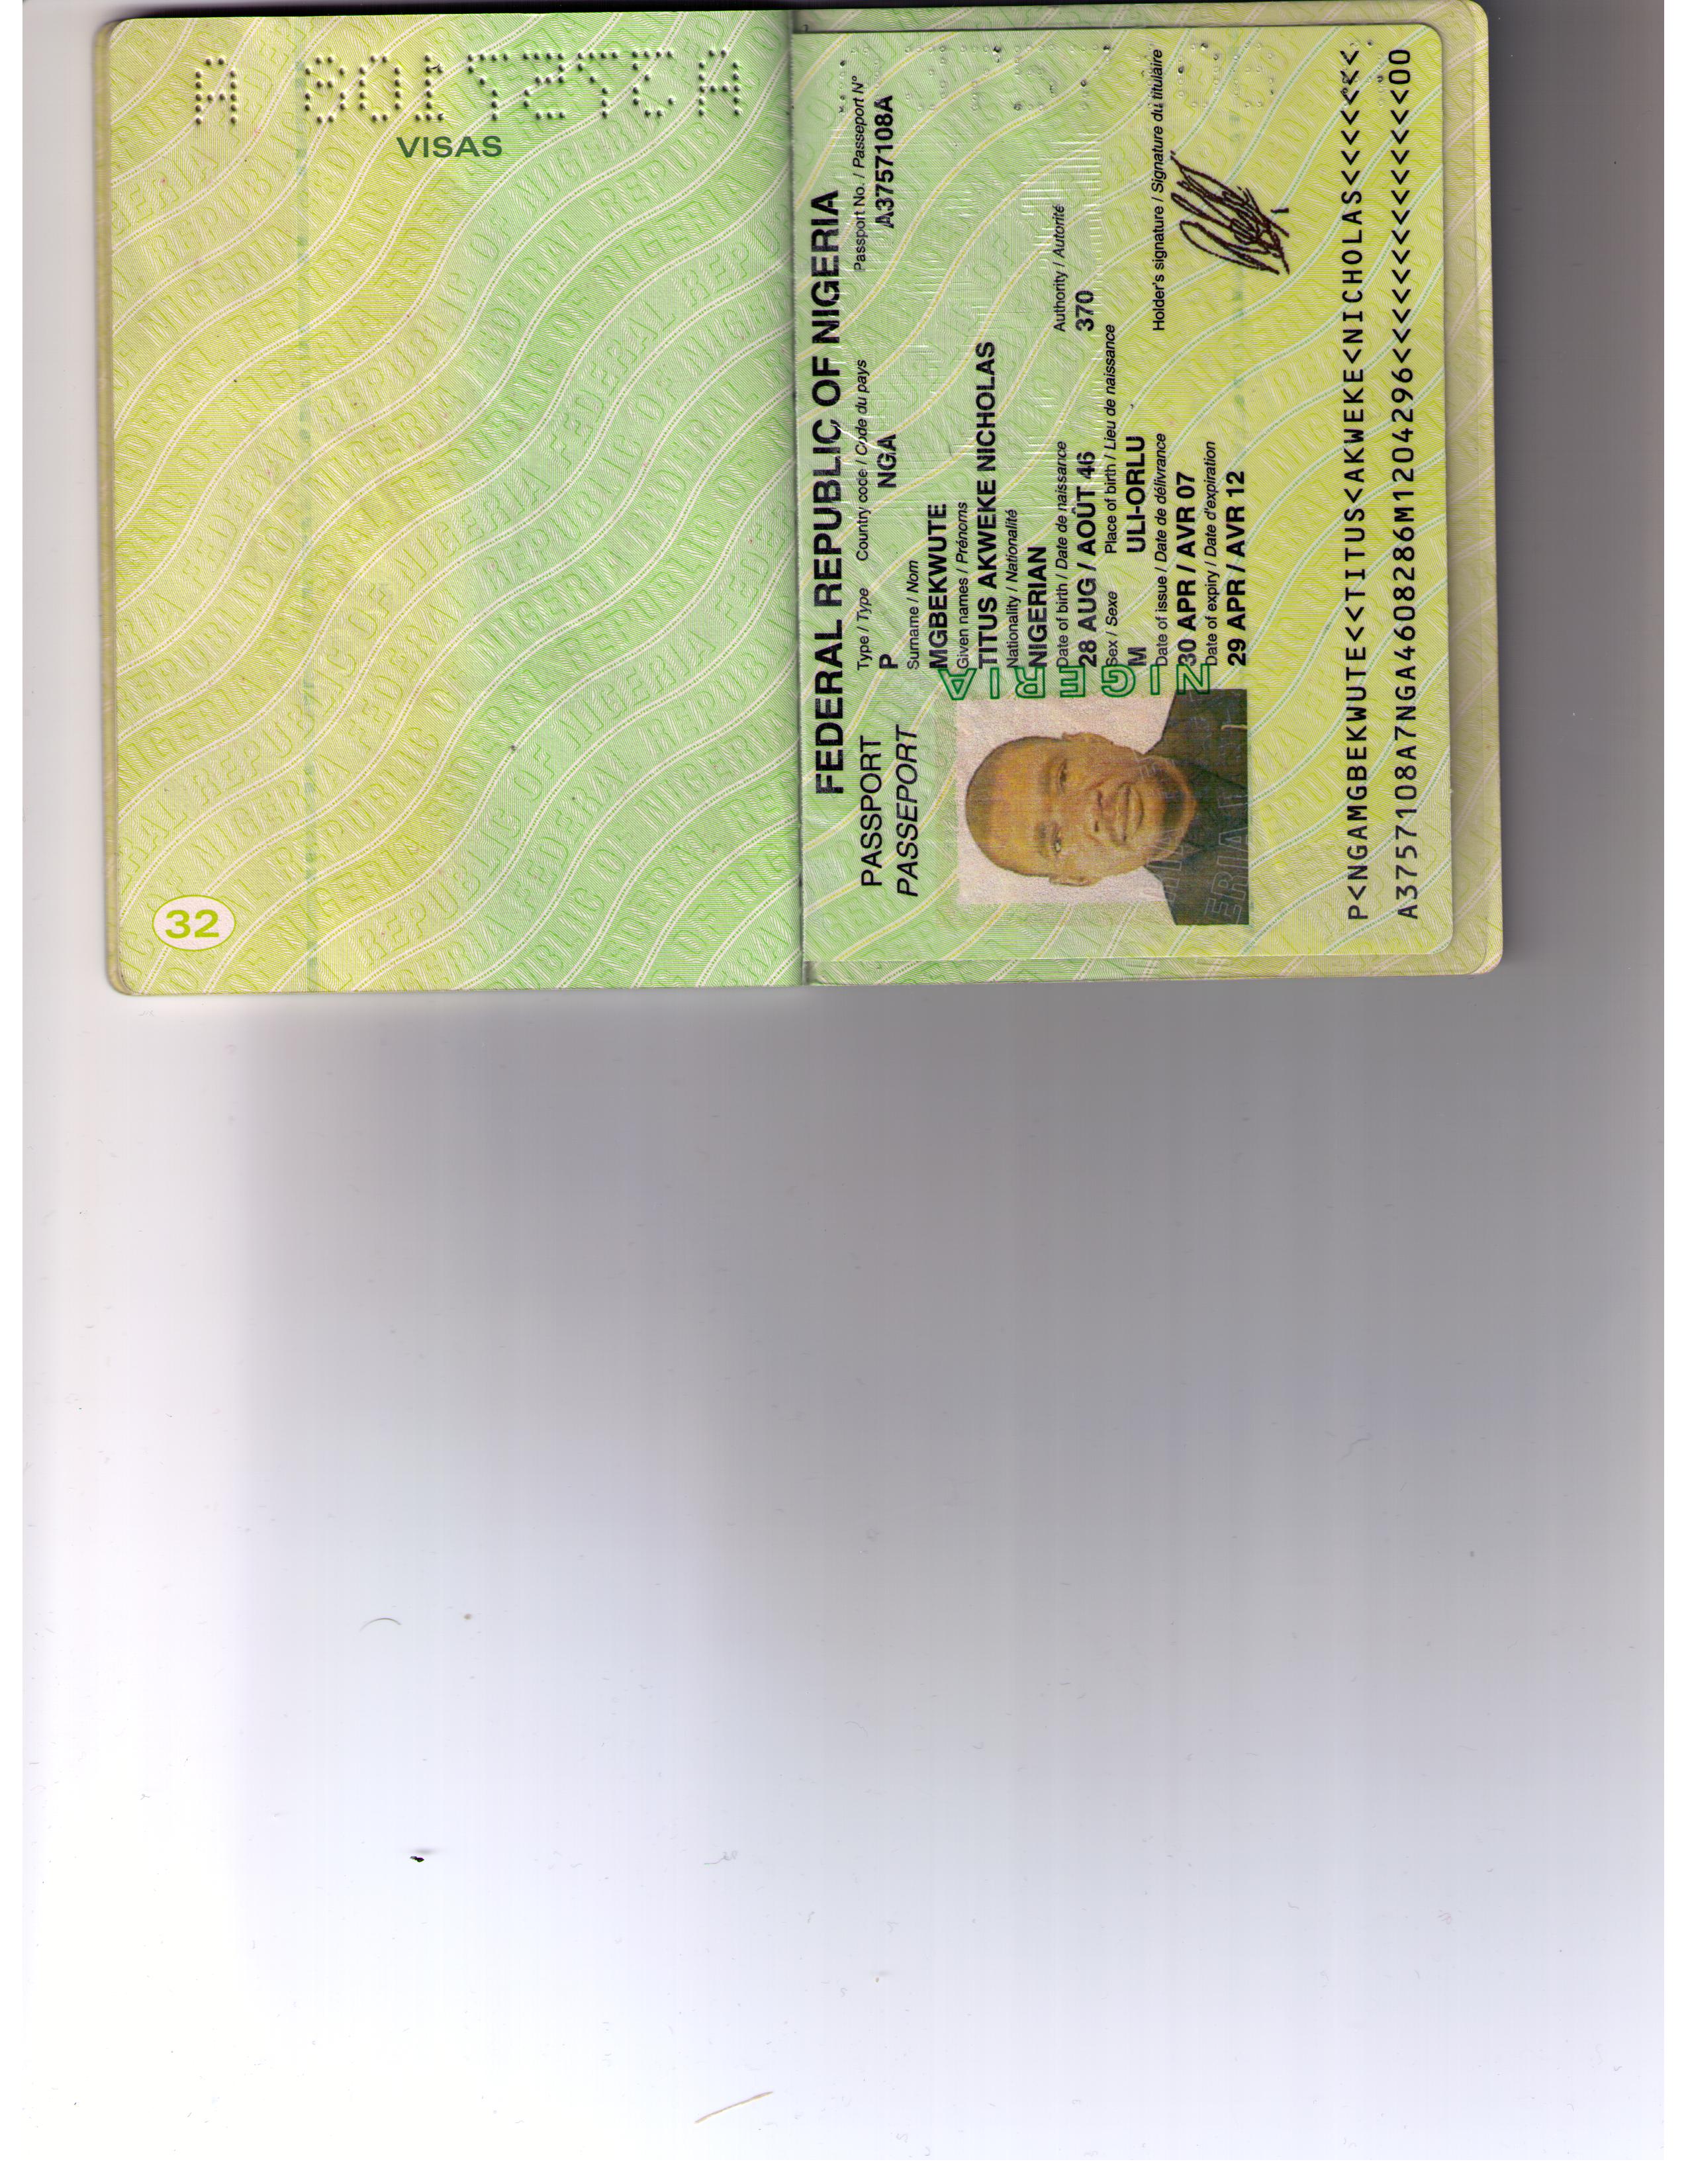 32
VISAS
A3757108A
FEDERAL REPUBLIC OF NIGERIA
PASSPORT
PASSEPORT
Type / Type Country code / Code du pays Passport No. / Passeport N°
P NGA A3757108A
Surname / Nom
MGBEKWUTE
Given names / Prénoms
TITUS AKWEKE NICHOLAS
Nationality / Nationalité
NIGERIAN
Date of birth / Date de naissance Authority / Autorité
28 AUG / AOÛT 46 370
Sex / Sexe Place of birth / Lieu de naissance
M ULI-ORLU
Date of issue / Date de délivrance Holder's signature / Signature du titulaire
30 APR / AVR 07
Date of expiry / Date d'expiration
29 APR / AVR 12
NIGERIA
P<NGAMGBEKWUTE<<TITUS<AKWEKE<NICHOLAS<<<<<<<
A3757108A7NGA4608286M1204296<<<<<<<<<<<<<<00